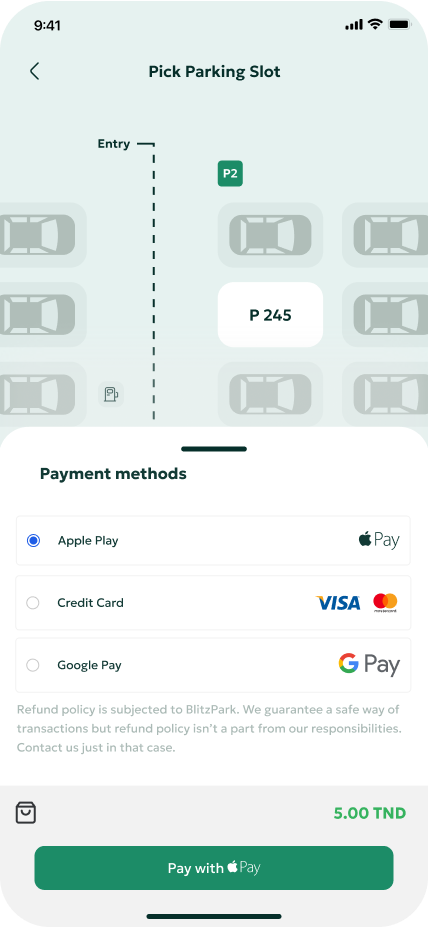 9:41
Pick Parking Slot
Entry
P2
P 245
Payment methods
Apple Play
Pay
Credit Card
VISA
mastercard
Google Pay
G Pay
Refund policy is subjected to BlitzPark. We guarantee a safe way of
transactions but refund policy isn't a part from our responsibilities.
Contact us just in that case.
5.00 TND
Pay with Pay